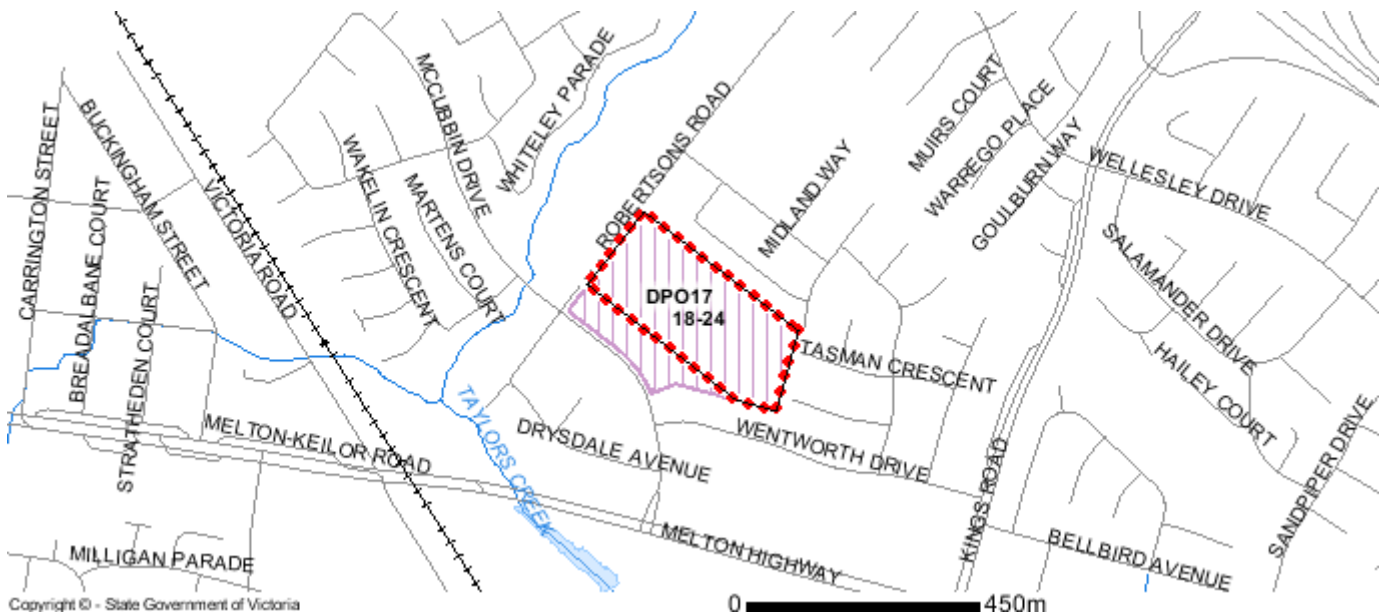 CARRINGTON STREET
BUCKINGHAM STREET
BREADALBANE COURT
STRATHEDEN COURT
VICTORIA ROAD
MCCUBBIN DRIVE
WHITELEY PARADE
WAKELIN CRESCENT
MARTENS COURT
ROBERTSONS ROAD
MIDLAND WAY
MUIRS COURT
WARREGO PLACE
GOULBURN WAY
WELLESLEY DRIVE
SALAMANDER DRIVE
HAILEY COURT
SANDPIPER DRIVE
DPO17
18-24
TASMAN CRESCENT
WENTWORTH DRIVE
DRYSDALE AVENUE
TAYLORS CREEK
MELTON-KEILOR ROAD
MELTON HIGHWAY
KINGS ROAD
BELLBIRD AVENUE
MILLIGAN PARADE
Copyright © - State Government of Victoria
0 450m